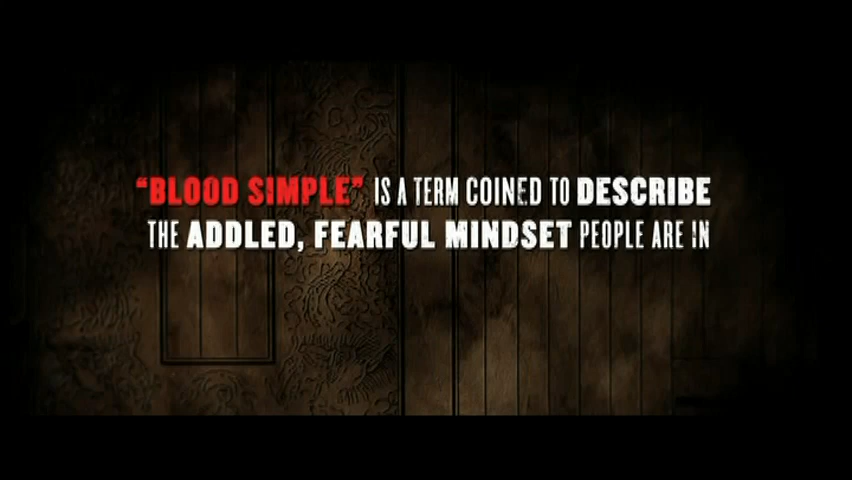 “BLOOD SIMPLE” IS A TERM COINED TO DESCRIBE
THE ADDLED, FEARFUL MINDSET PEOPLE ARE IN